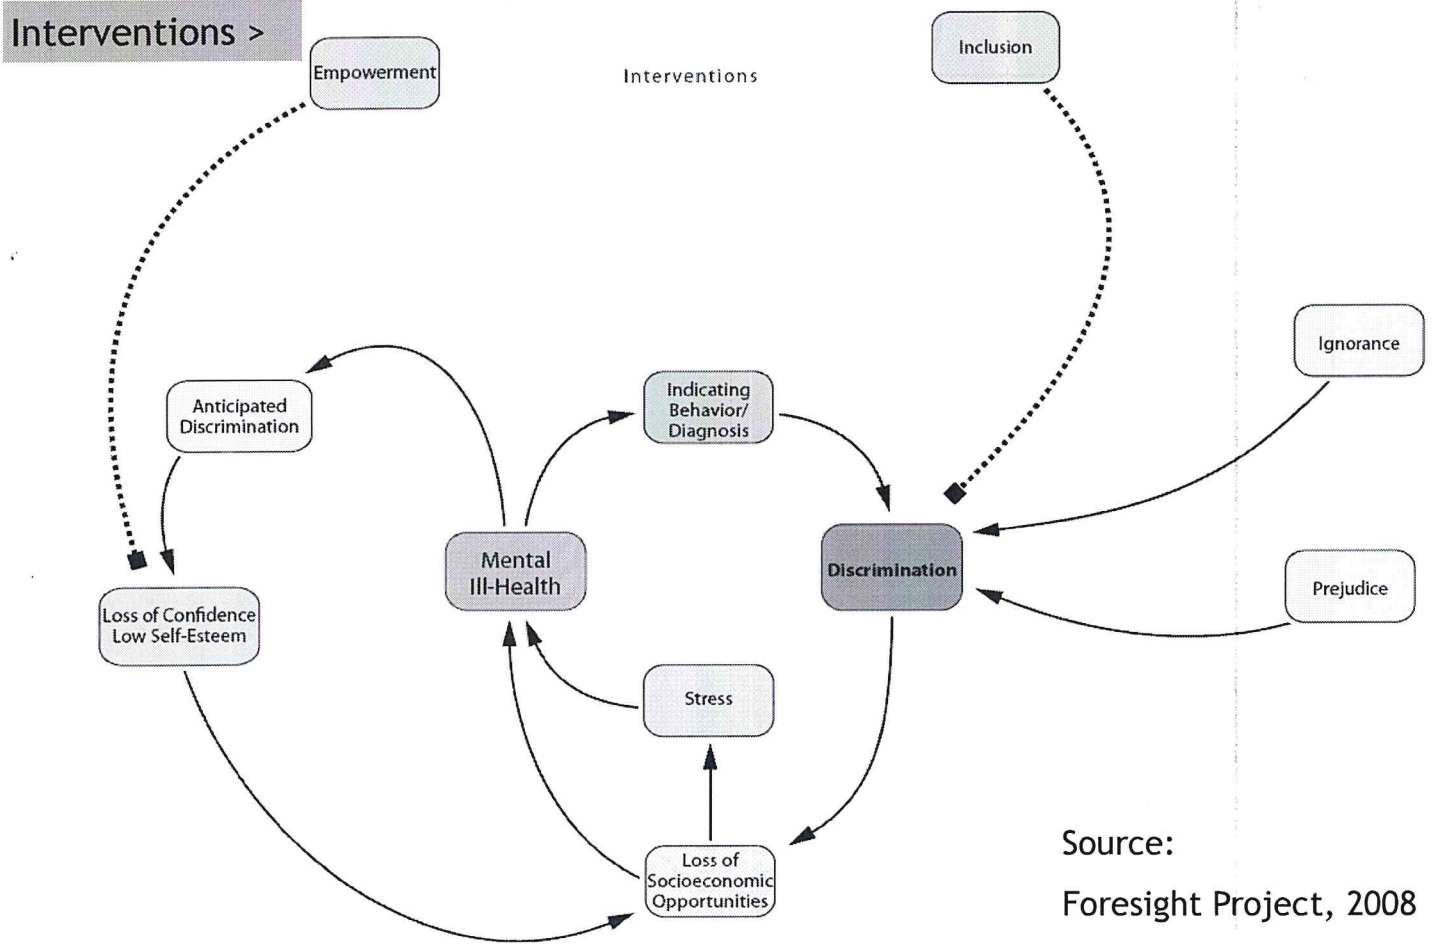 Interventions >
Empowerment
Interventions
Inclusion
Ignorance
Anticipated
Discrimination
Indicating
Behavior/
Diagnosis
Mental
Ill-Health
Discrimination
Prejudice
Loss of Confidence
Low Self-Esteem
Stress
Loss of
Socioeconomic
Opportunities
Source:
Foresight Project, 2008